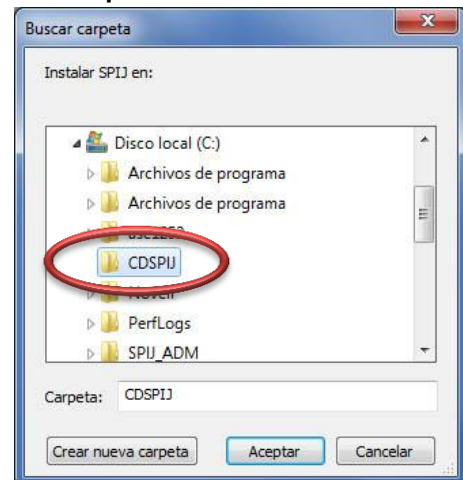 Buscar carpeta
Instalar SPIJ en:
Disco local (C:)
Archivos de programa
Archivos de programa
CDSPIJ
PerfLogs
SPIJ_ADM
Carpeta: CDSPIJ
Crear nueva carpeta Aceptar Cancelar